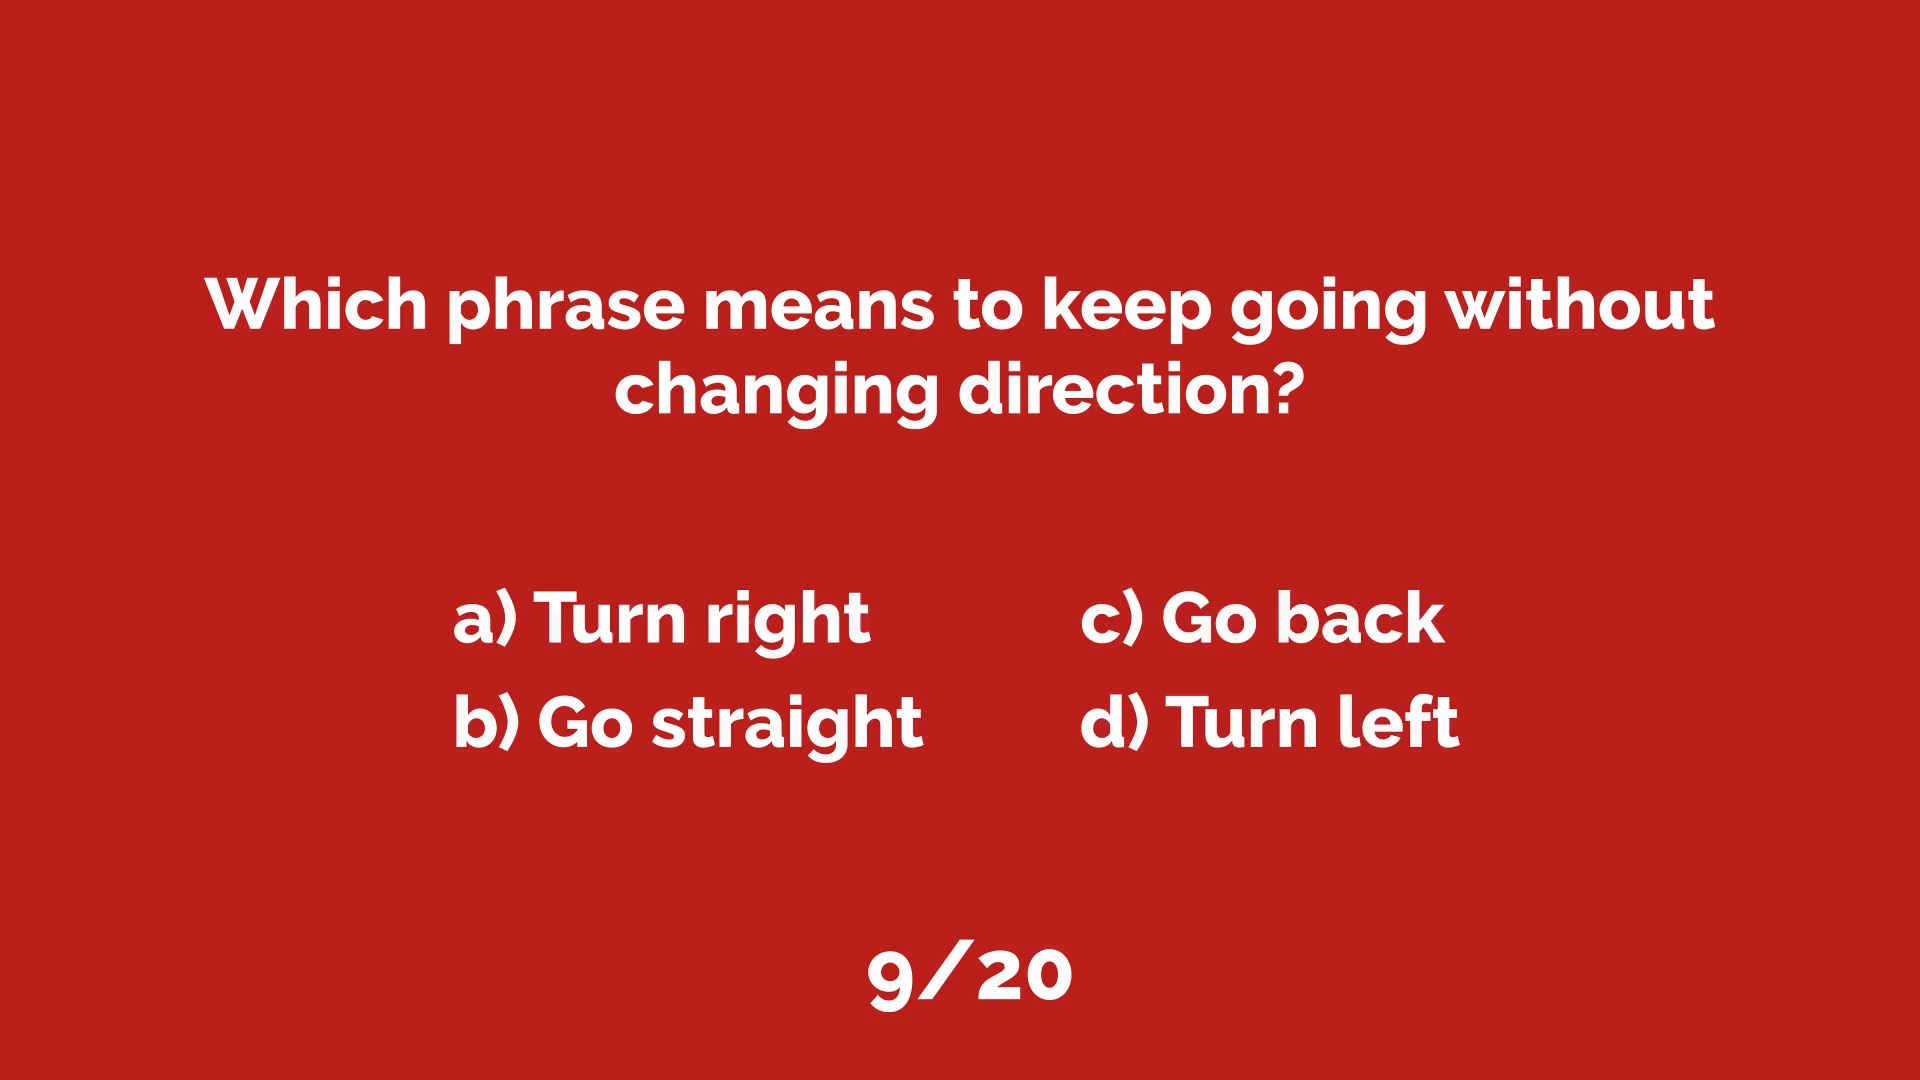 Which phrase means to keep going without
changing direction?
a) Turn right
b) Go straight
c) Go back
d) Turn left
9/20